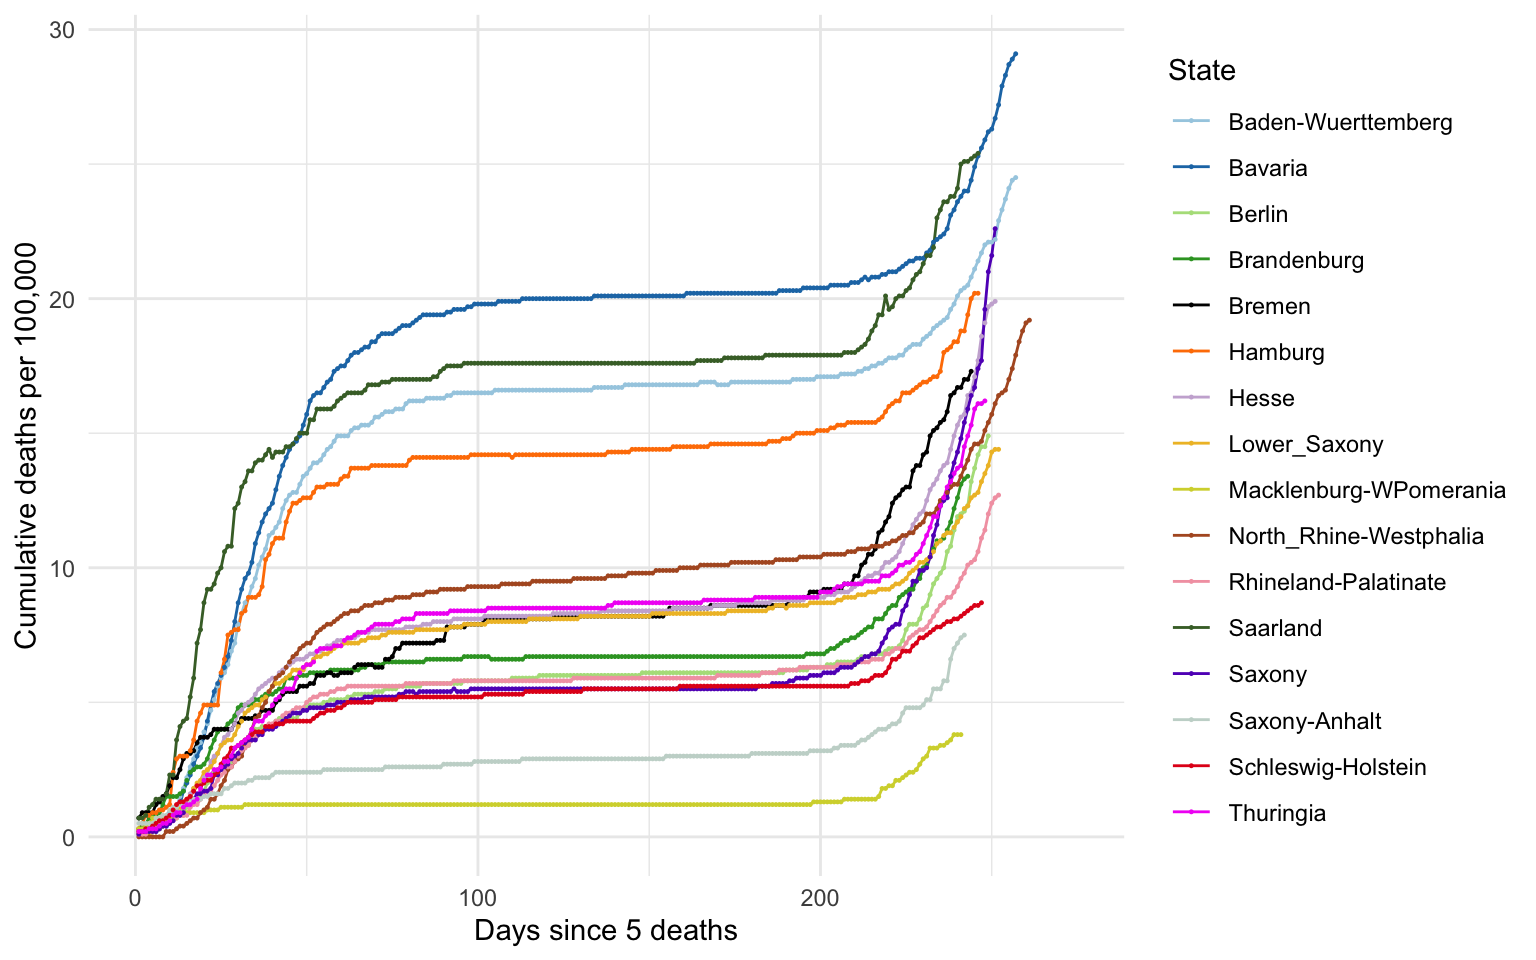 30
20
10
0
0
100
200
Cumulative deaths per 100,000
Days since 5 deaths
State
Baden-Wuerttemberg
Bavaria
Berlin
Brandenburg
Bremen
Hamburg
Hesse
Lower_Saxony
Macklenburg-WPomerania
North_Rhine-Westphalia
Rhineland-Palatinate
Saarland
Saxony
Saxony-Anhalt
Schleswig-Holstein
Thuringia